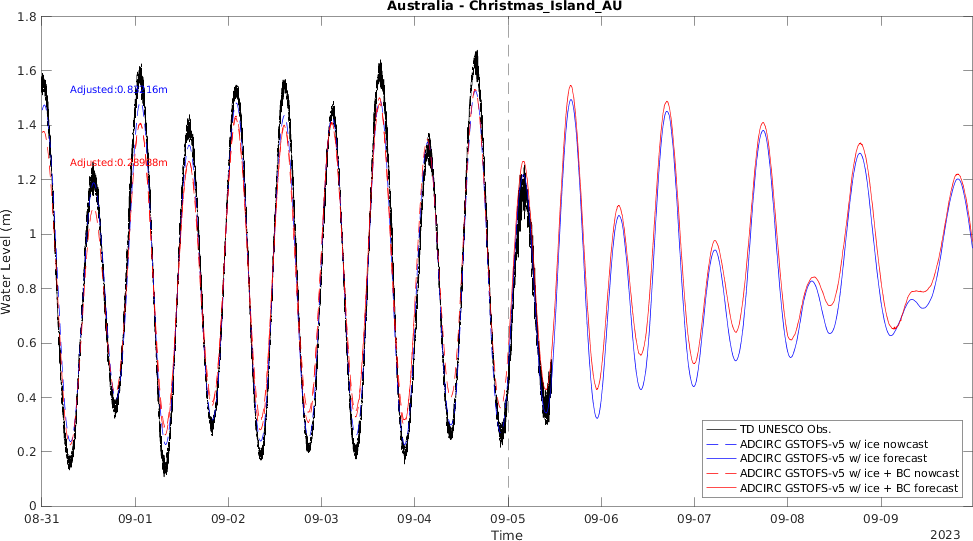 Australia - Christmas_Island_AU
1.8
1.6
1.4
1.2
1
0.8
0.6
0.4
0.2
0
Water Level (m)
08-31
09-01
09-02
09-03
09-04
09-05
09-06
09-07
09-08
09-09
Time
2023
TD UNESCO Obs.
ADCIRC GSTOFS-v5 w/ ice nowcast
ADCIRC GSTOFS-v5 w/ ice forecast
ADCIRC GSTOFS-v5 w/ ice + BC nowcast
ADCIRC GSTOFS-v5 w/ ice + BC forecast